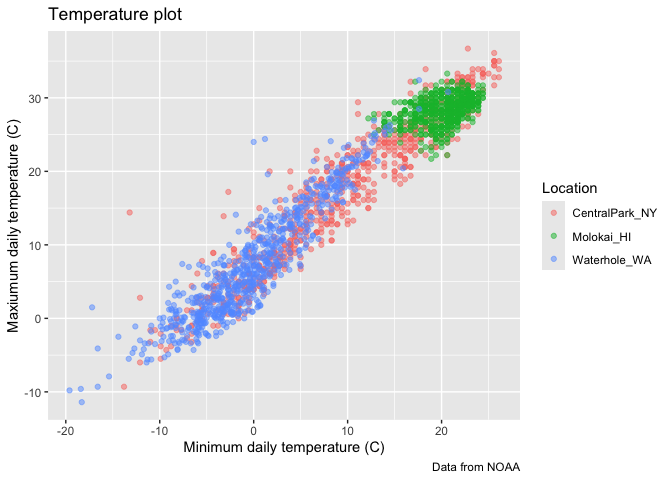 Temperature plot
Maxiumum daily temperature (C)
30
20
10
0
-10
-20
-10
0
10
20
Minimum daily temperature (C)
Location
CentralPark_NY
Molokai_HI
Waterhole_WA
Data from NOAA